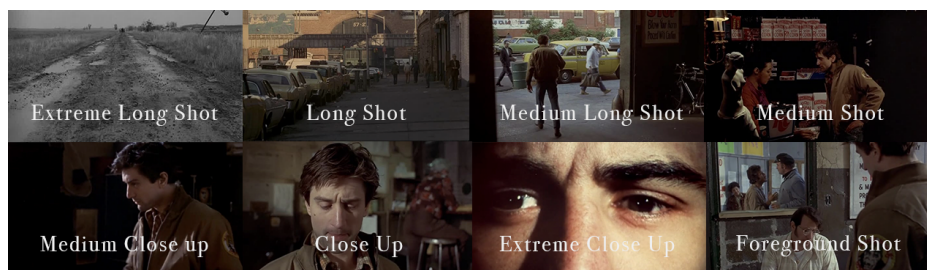 Extreme Long Shot
Long Shot
Medium Long Shot
Medium Shot
Medium Close up
Close Up
Extreme Close Up
Foreground Shot